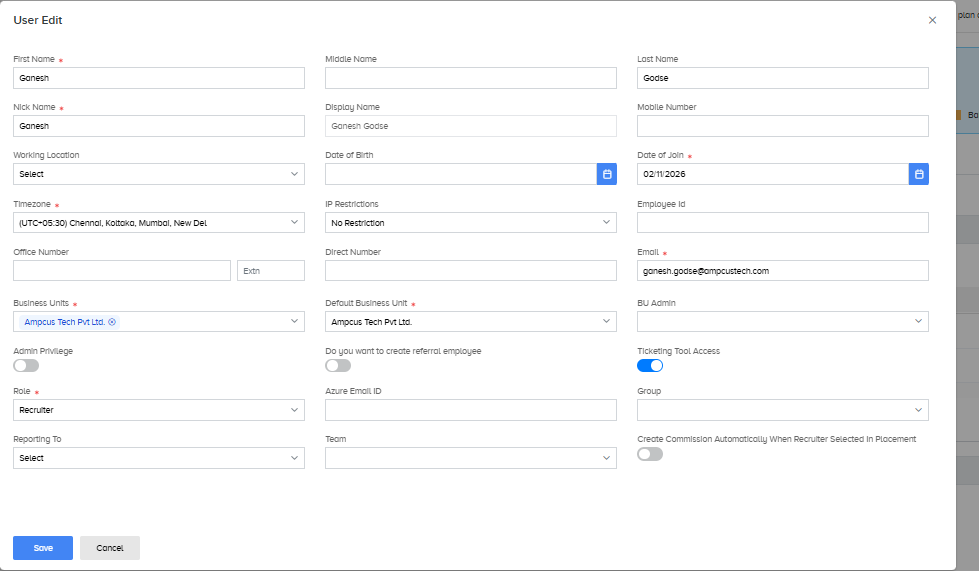 User Edit
plan
First Name *
Middle Name
Last Name
Ganesh
Godse
Nick Name *
Display Name
Mobile Number
Ganesh
Ganesh Godse
Ba
Working Location
Date of Birth
Date of Join *
Select
02/11/2026
Timezone *
IP Restrictions
Employee Id
(UTC+05:30) Chennai, Koltaka, Mumbai, New Del
No Restriction
Office Number
Direct Number
Email *
Extn
ganesh.godse@ampcustech.com
Business Units *
Default Business Unit *
BU Admin
Ampcus Tech Pvt Ltd.
Ampcus Tech Pvt Ltd.
Admin Privilege
Do you want to create referral employee
Ticketing Tool Access
Role *
Azure Email ID
Group
Recruiter
Reporting To
Team
Create Commission Automatically When Recruiter Selected In Placement
Select
Save
Cancel